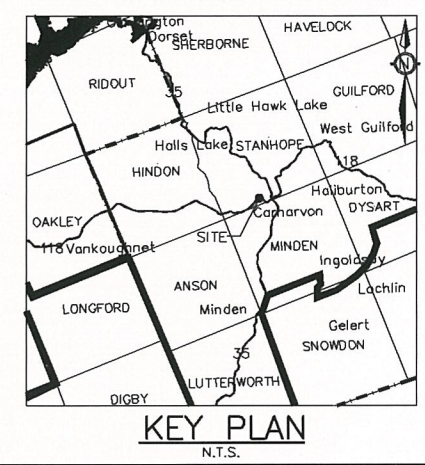 Dorset
SHERBORNE
HAVELOCK
RIDOUT
35
GUILFORD
N
Little Hawk Lake
West Guilford
Halls Lake
STANHOPE
118
HINDON
Haliburton
DYSART
OAKLEY
Carnarvon
SITE
118 Vankoughnet
MINDEN
Ingoldsby
ANSON
Lochlin
LONGFORD
Minden
Gelert
SNOWDON
35
LUTTERWORTH
DIGBY
KEY PLAN
N.T.S.